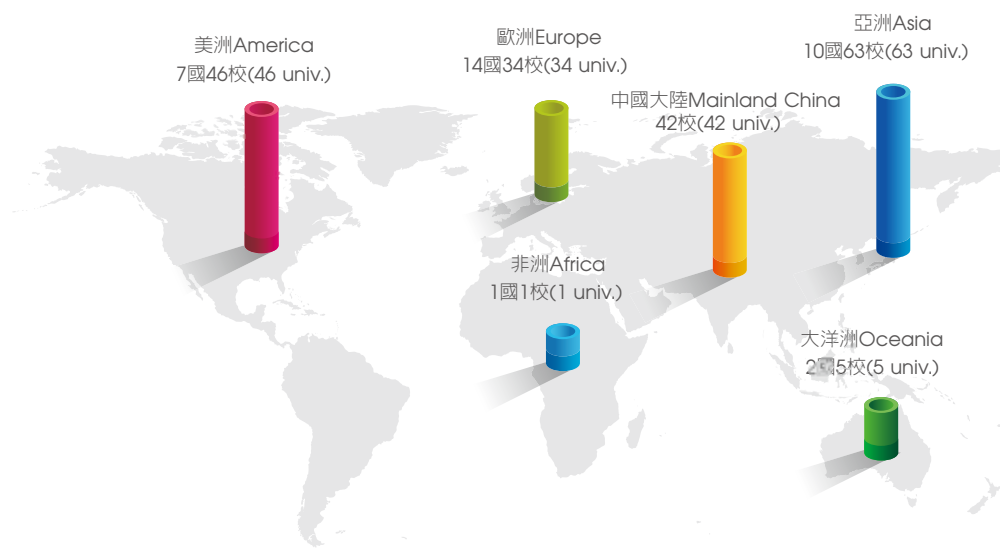 美洲America
7國46校(46 univ.)
歐洲Europe
14國34校(34 univ.)
亞洲Asia
10國63校(63 univ.)
中國大陸Mainland China
42校(42 univ.)
非洲Africa
1國1校(1 univ.)
大洋洲Oceania
2國5校(5 univ.)